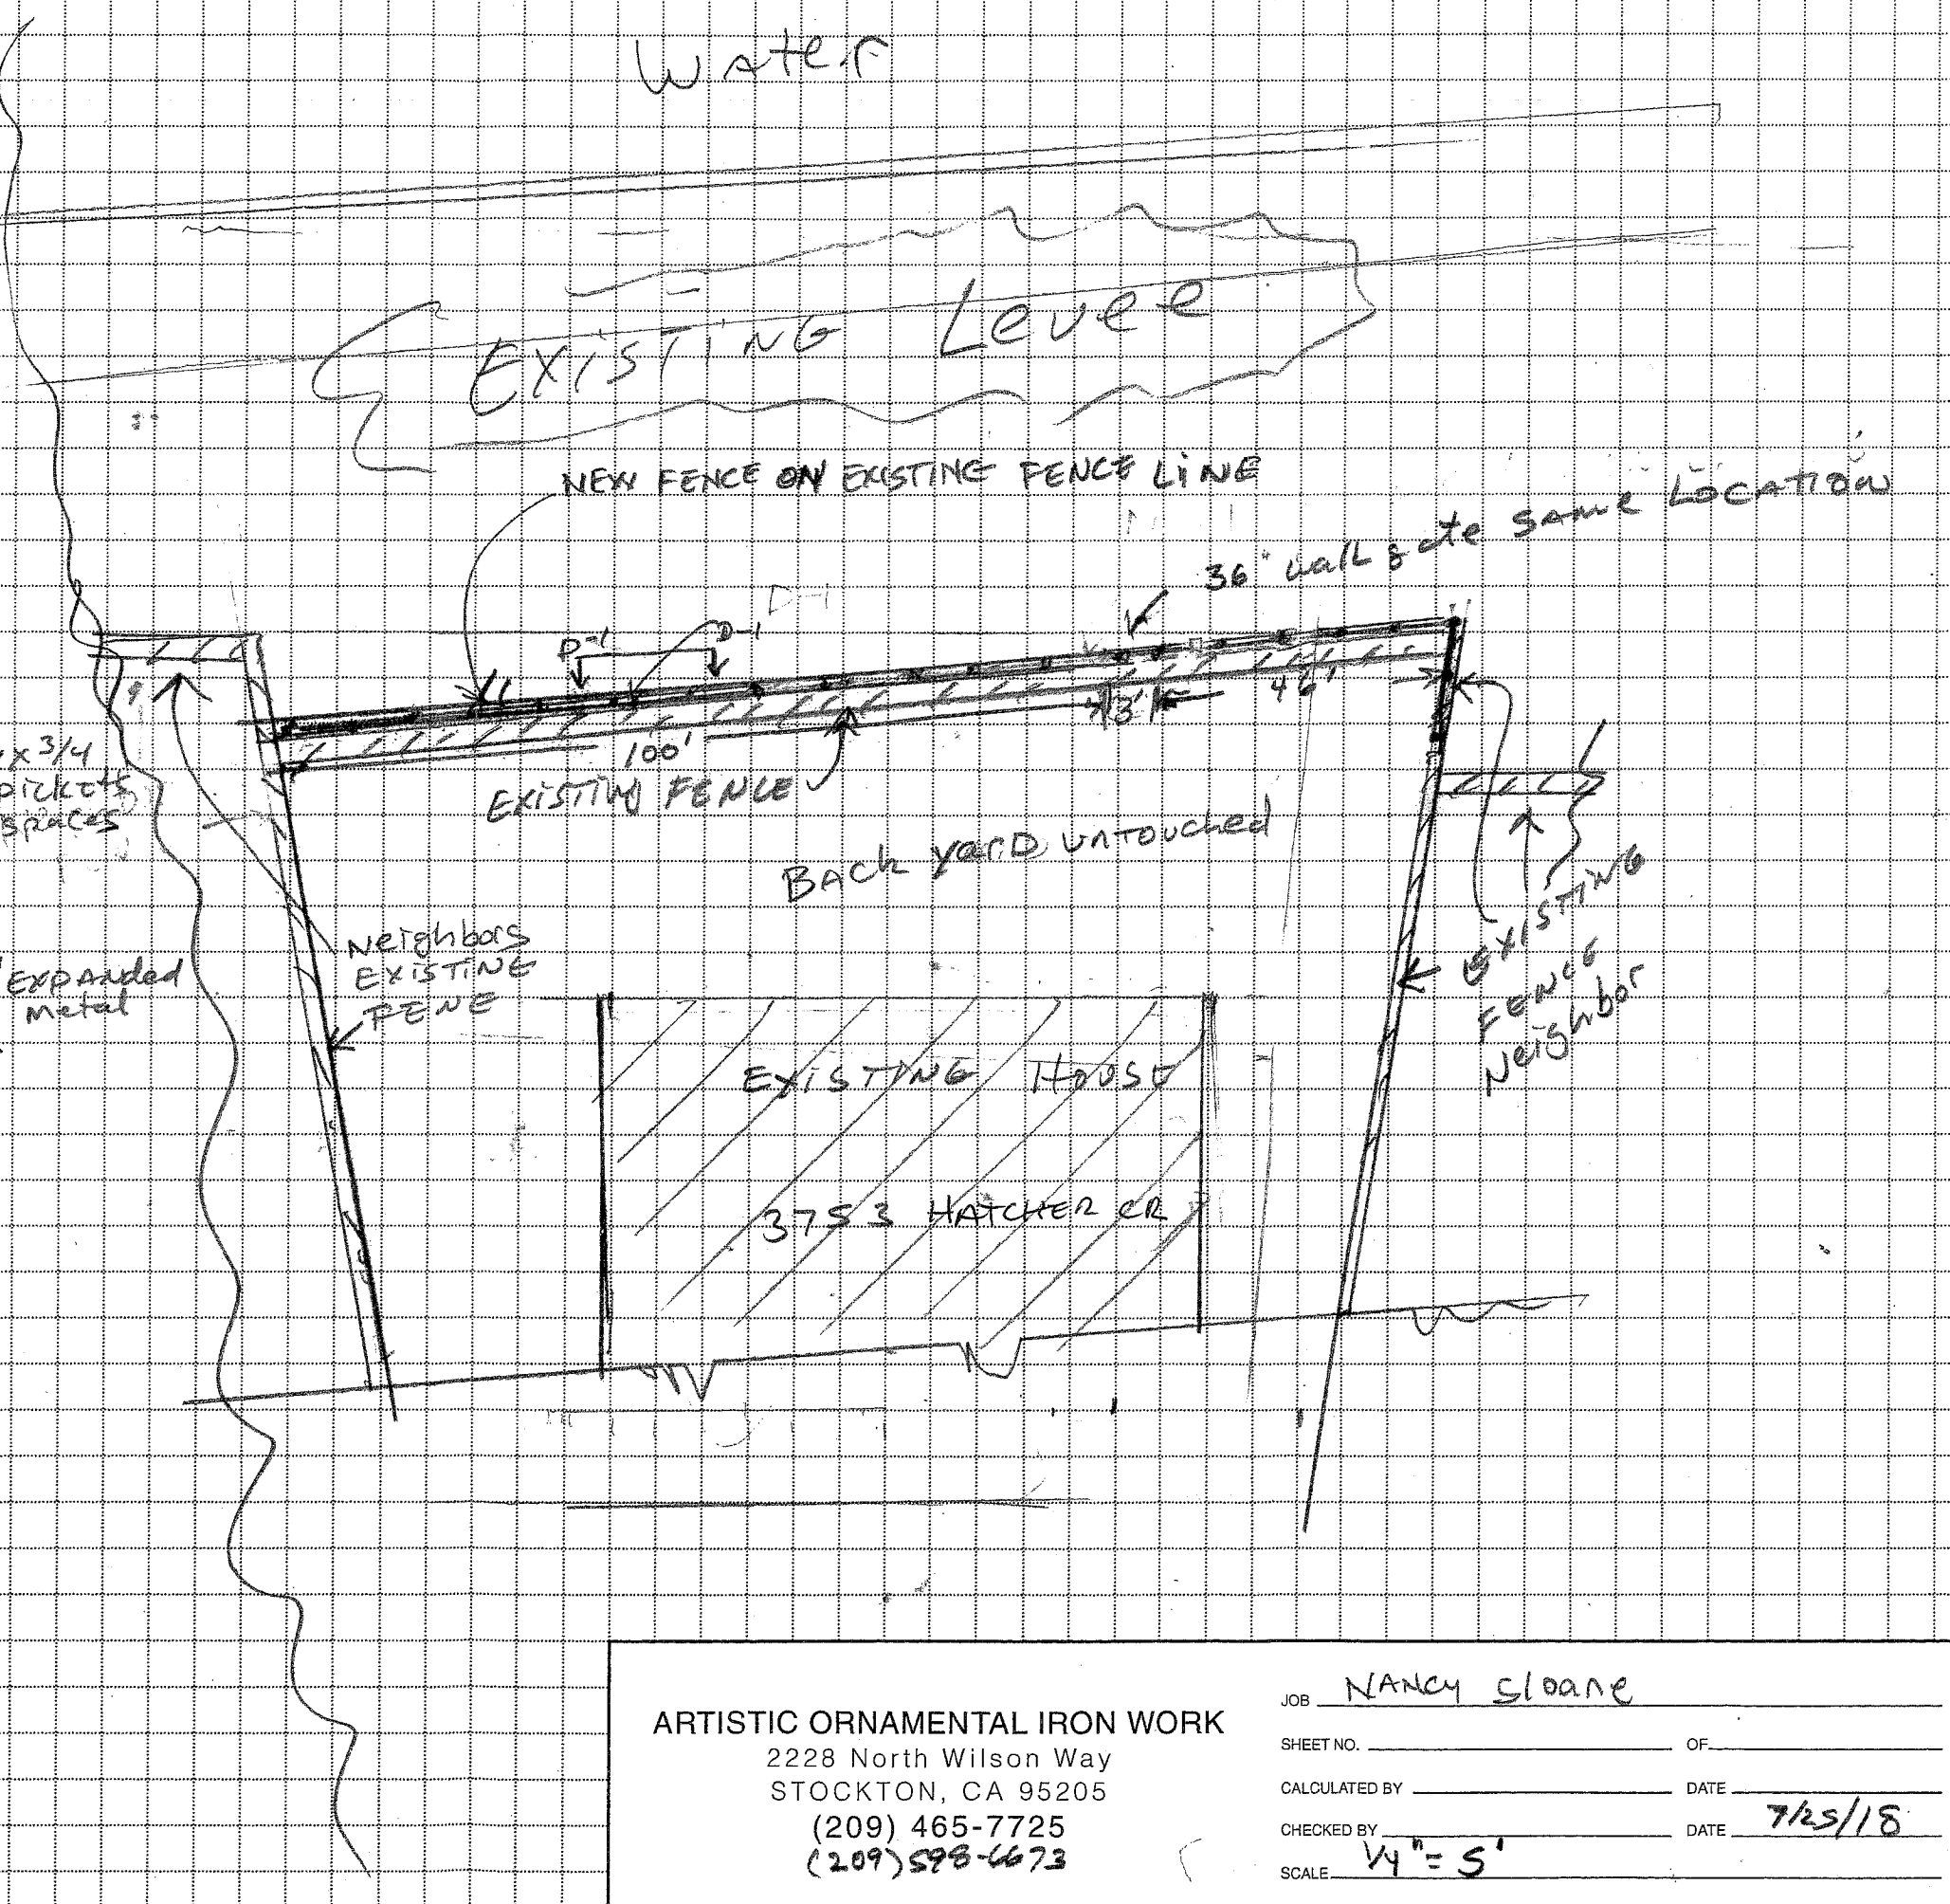 Water
EXISTING Levee
NEW FENCE ON EXISTING FENCE LINE
36" walk gate SAME LOCATION
D-1
D-1
D-1
46'
3'
100'
EXISTING FENCE
x 3/4
pickets
spaces
Back yarD UNTOUCHED
Neighbors
EXISTING
FENE
EXPANded
metal
EXISTING
FENCE
Neighbor
EXISTING HOUSE
3753 HATCHER CR
ARTISTIC ORNAMENTAL IRON WORK
2228 North Wilson Way
STOCKTON, CA 95205
(209) 465-7725
(209) 598-6673
JOB NANCY Sloane
SHEET NO. OF
CALCULATED BY DATE
CHECKED BY DATE 7/25/18
SCALE 1/4" = 5'